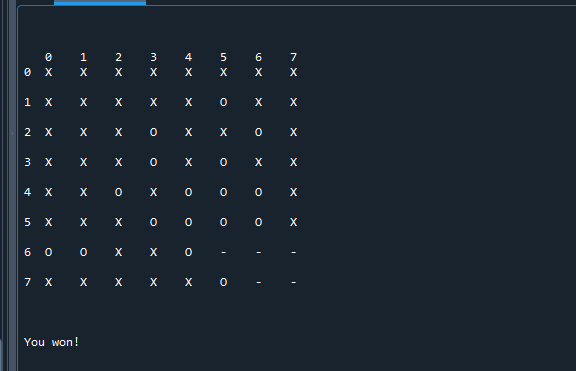 0 1 2 3 4 5 6 7
0 X X X X X X X X
1 X X X X X O X X
2 X X X O X X O X
3 X X X O X O X X
4 X X O X O O O X
5 X X X O O O O X
6 O O X X O - - -
7 X X X X X O - -
You won!